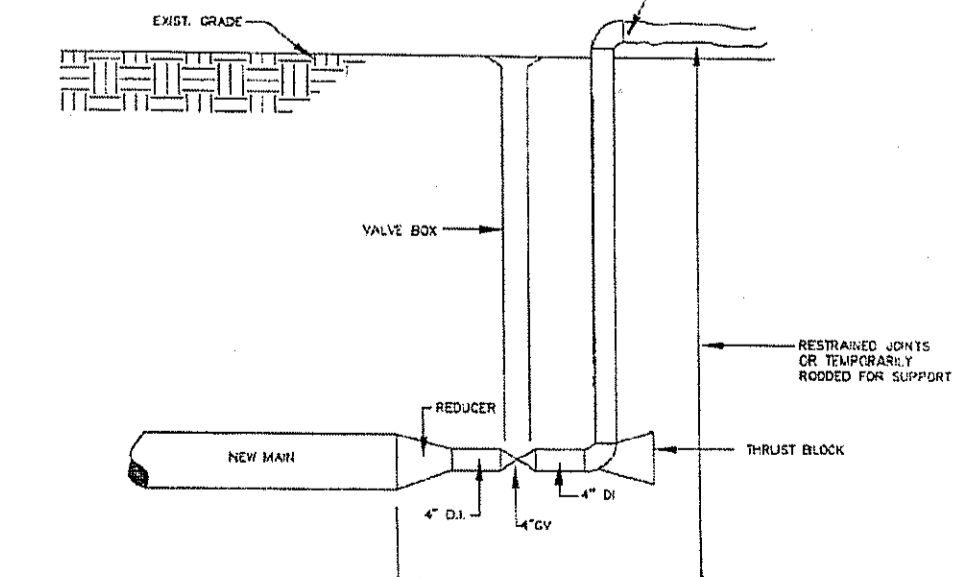 EXIST. GRADE
VALVE BOX
RESTRAINED JOINTS
OR TEMPORARILY
RODDED FOR SUPPORT
REDUCER
NEW MAIN
THRUST BLOCK
4" D.I.
4"GV
4" DI